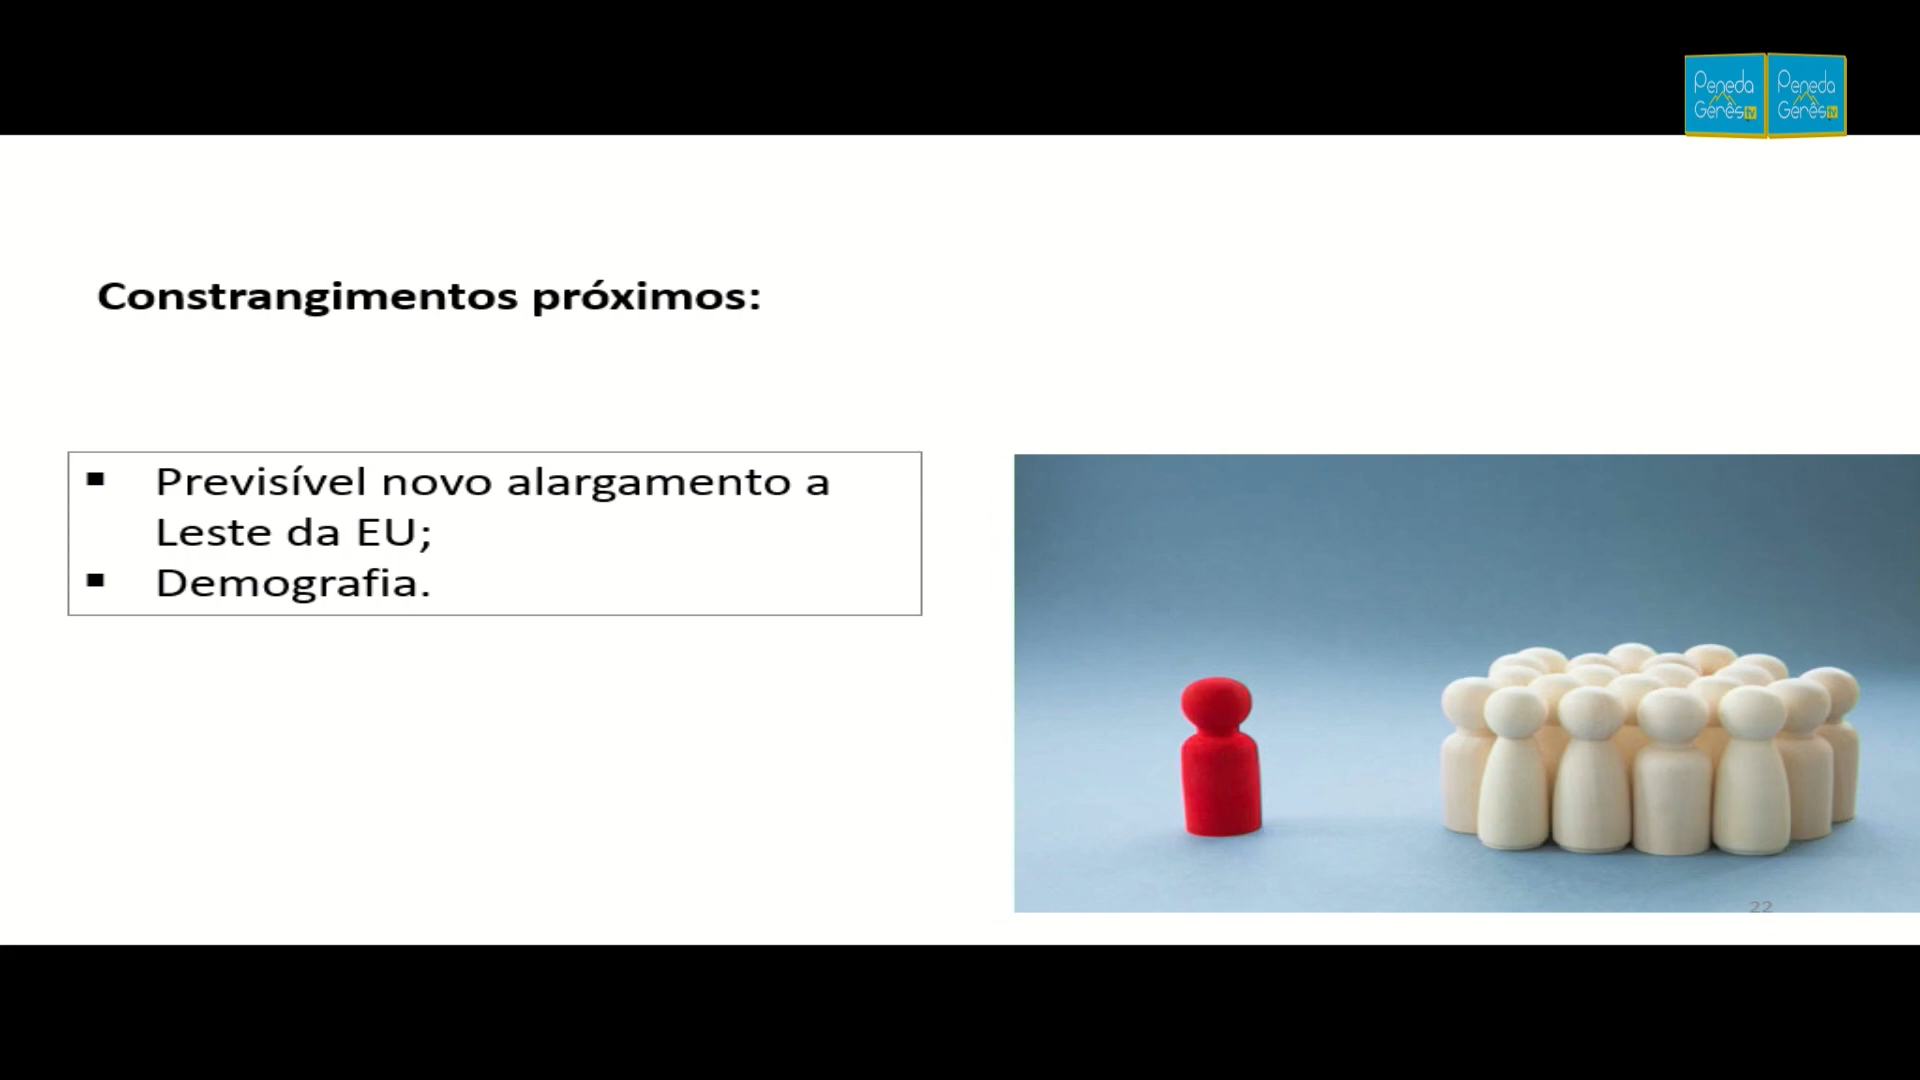 Peneda
Gerês tv
Peneda
Gerês tv
Constrangimentos próximos:
▪ Previsível novo alargamento a
Leste da EU;
▪ Demografia.
22